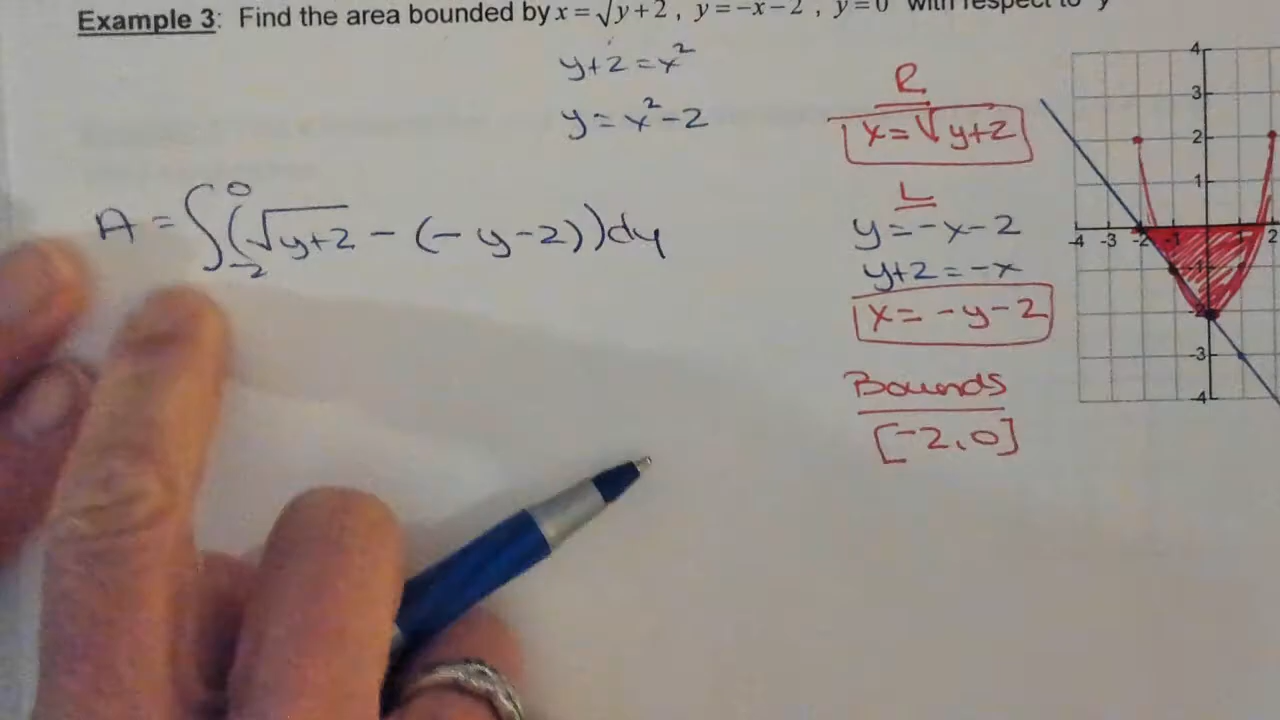 Example 3: Find the area bounded by x = √y+2 , y = −x−2 , y = 0 with respect to y
y+2 = x²
y = x² - 2
A = ∫₋₂⁰ (√y+2 - (-y-2)) dy
R
x = √y+2
L
y = -x-2
y+2 = -x
x = -y-2
Bounds
[-2,0]
4
3
2
1
-4 -3 -2 -1 1 2
-1
-2
-3
-4